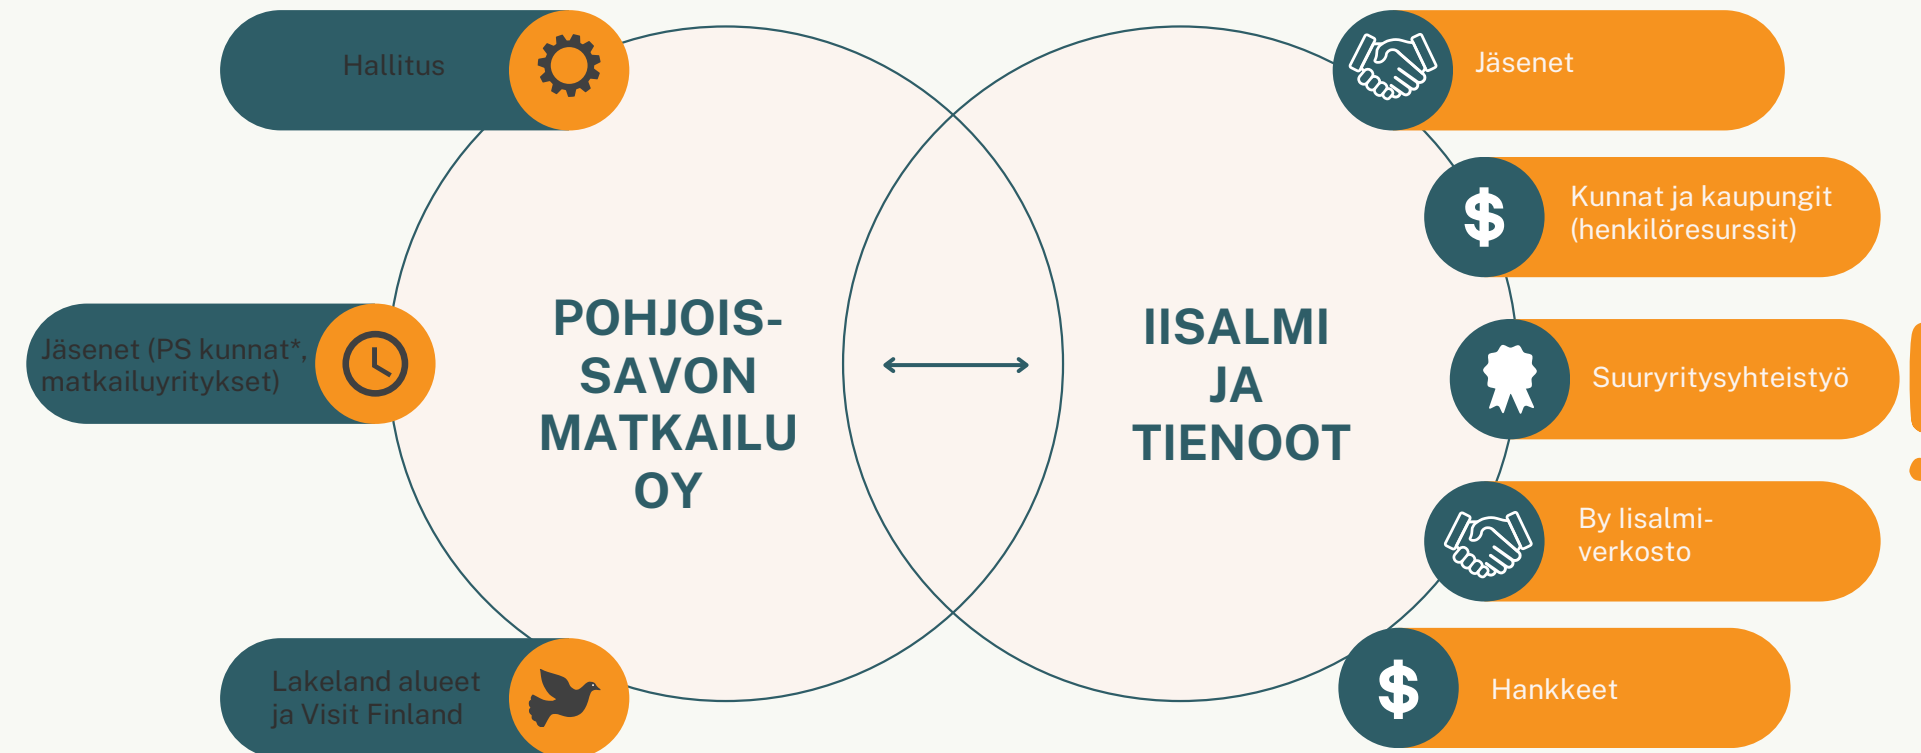 Hallitus
Jäsenet (PS kunnat*,
matkailuyritykset)
Lakeland alueet
ja Visit Finland
POHJOIS-
SAVON
MATKAILU
OY
IISALMI
JA
TIENOOT
Jäsenet
Kunnat ja kaupungit
(henkilöresurssit)
Suuryritysyhteistyö
By Iisalmi-
verkosto
Hankkeet